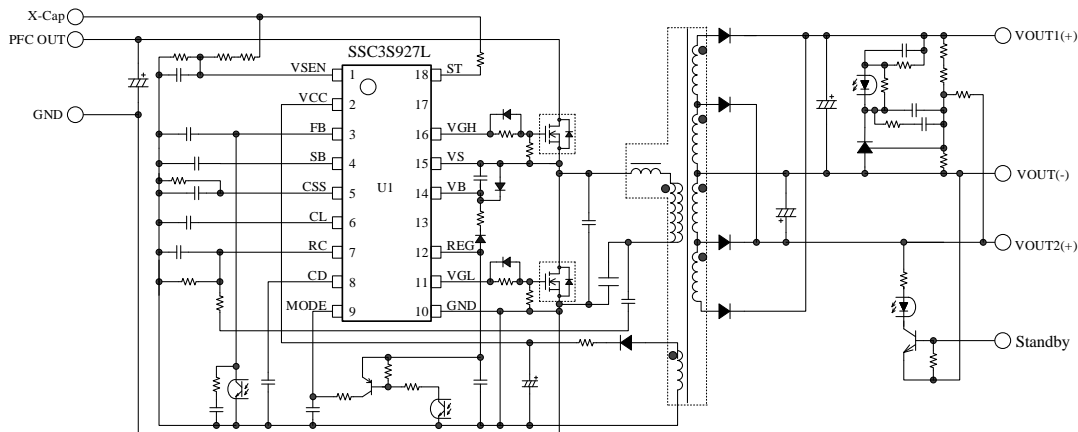 X-Cap
PFC OUT
GND
SSC3S927L
U1
VSEN 1
VCC 2
FB 3
SB 4
CSS 5
CL 6
RC 7
CD 8
MODE 9
18 ST
17
16 VGH
15 VS
14 VB
13
12 REG
11 VGL
10 GND
VOUT1(+)
VOUT(-)
VOUT2(+)
Standby